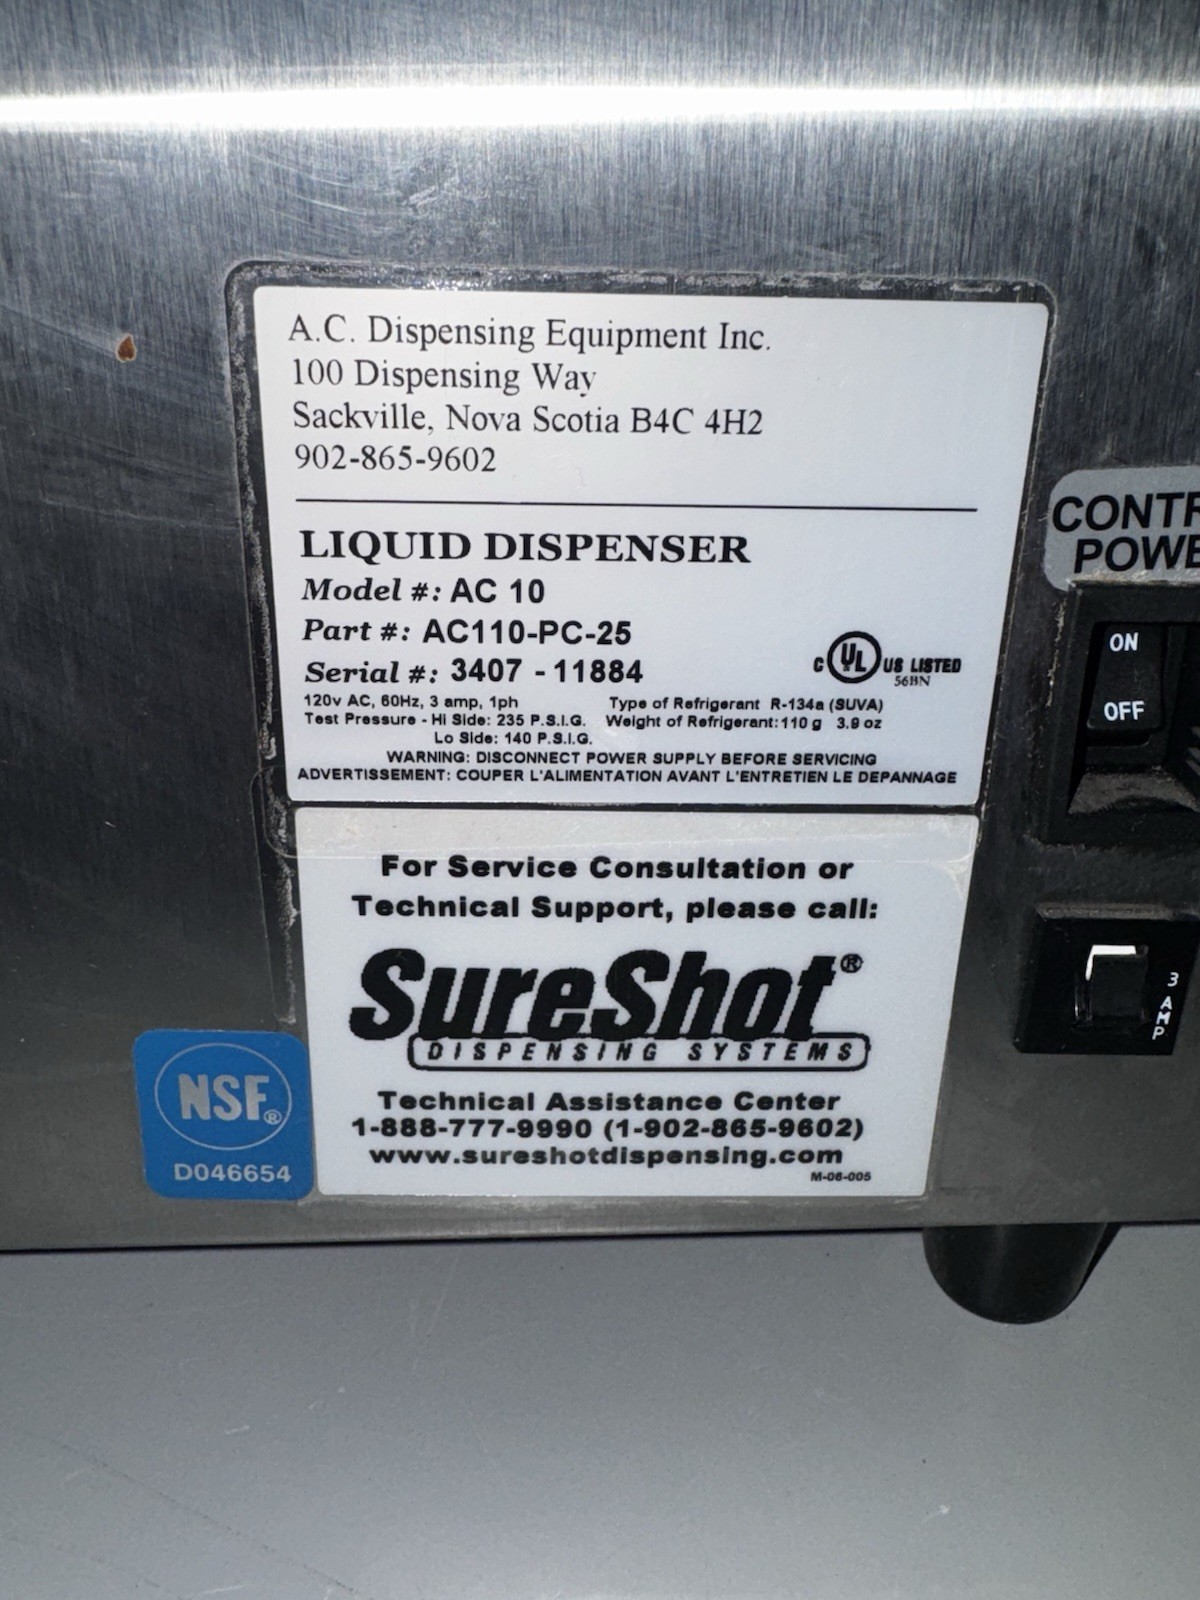 A.C. Dispensing Equipment Inc.
100 Dispensing Way
Sackville, Nova Scotia B4C 4H2
902-865-9602
LIQUID DISPENSER
Model #: AC 10
Part #: AC110-PC-25
Serial #: 3407 - 11884
C UL US LISTED
56HN
120v AC, 60Hz, 3 amp, 1ph Type of Refrigerant R-134a (SUVA)
Test Pressure - Hi Side: 235 P.S.I.G. Weight of Refrigerant: 110 g 3.9 oz
Lo Side: 140 P.S.I.G.
WARNING: DISCONNECT POWER SUPPLY BEFORE SERVICING
ADVERTISSEMENT: COUPER L'ALIMENTATION AVANT L'ENTRETIEN LE DEPANNAGE
CONTR
POWE
ON
OFF
3 AMP
For Service Consultation or
Technical Support, please call:
SureShot®
DISPENSING SYSTEMS
Technical Assistance Center
1-888-777-9990 (1-902-865-9602)
www.sureshotdispensing.com
M-06-005
NSF®
D046654